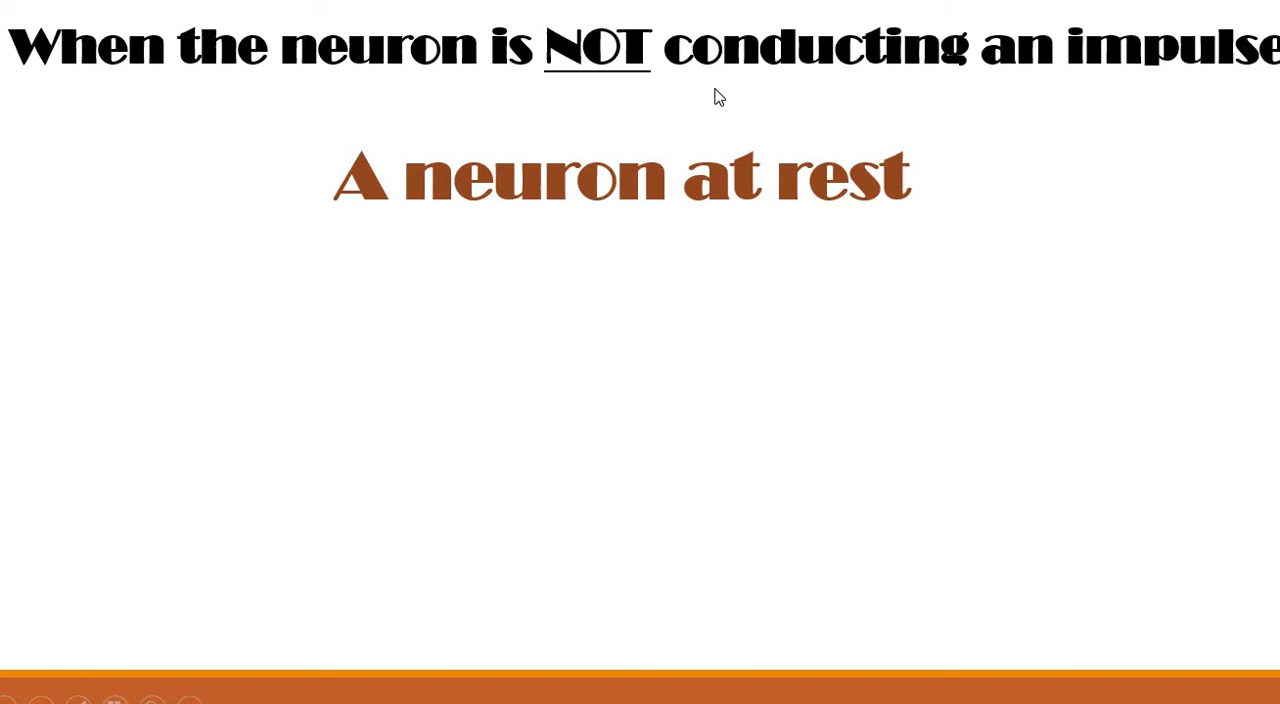 When the neuron is NOT conducting an impulse
A neuron at rest